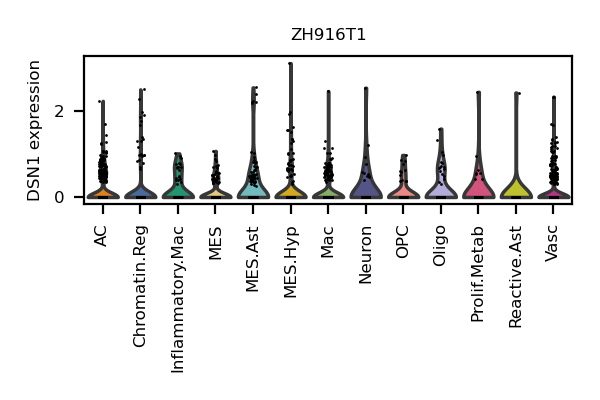 ZH916T1
DSN1 expression
2
0
AC
Chromatin.Reg
Inflammatory.Mac
MES
MES.Ast
MES.Hyp
Mac
Neuron
OPC
Oligo
Prolif.Metab
Reactive.Ast
Vasc